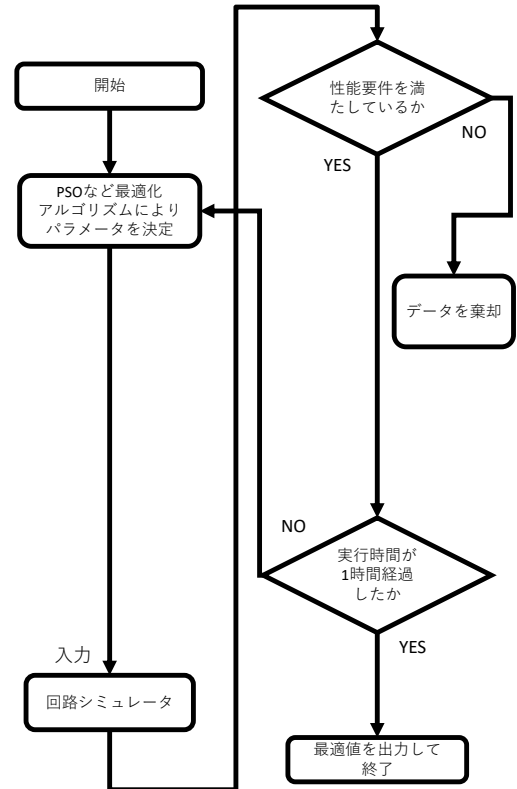 開始
PSOなど最適化
アルゴリズムにより
パラメータを決定
入力
回路シミュレータ
性能要件を満
たしているか
NO
YES
データを棄却
NO
実行時間が
1時間経過
したか
YES
最適値を出力して
終了